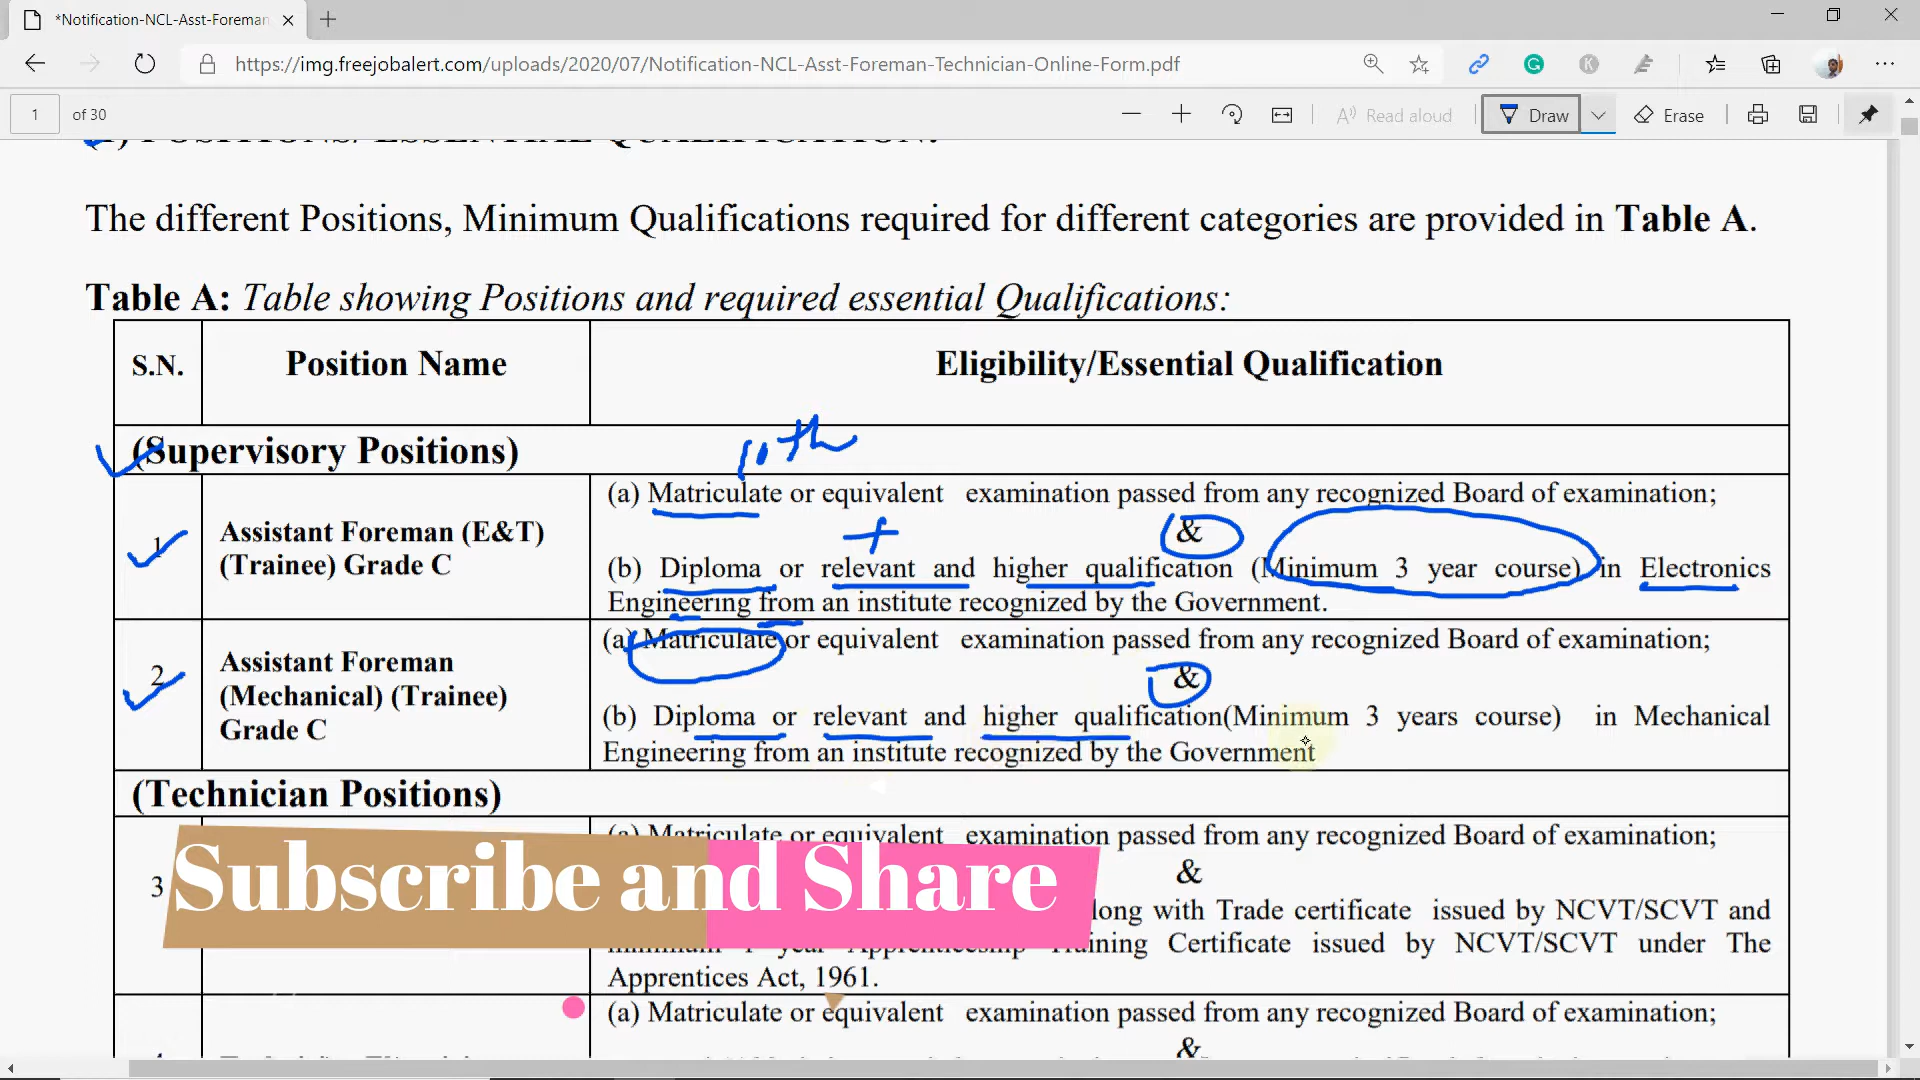 *Notification-NCL-Asst-Foreman
https://img.freejobalert.com/uploads/2020/07/Notification-NCL-Asst-Foreman-Technician-Online-Form.pdf
1 of 30
Read aloud
Draw
Erase
POSITIONS/ ESSENTIAL QUALIFICATION:
The different Positions, Minimum Qualifications required for different categories are provided in Table A.
Table A: Table showing Positions and required essential Qualifications:
S.N. Position Name Eligibility/Essential Qualification
(Supervisory Positions)
10th
1
Assistant Foreman (E&T)
(Trainee) Grade C
(a) Matriculate or equivalent examination passed from any recognized Board of examination;
+ &
(b) Diploma or relevant and higher qualification (Minimum 3 year course) in Electronics
Engineering from an institute recognized by the Government.
2
Assistant Foreman
(Mechanical) (Trainee)
Grade C
(a) Matriculate or equivalent examination passed from any recognized Board of examination;
&
(b) Diploma or relevant and higher qualification(Minimum 3 years course) in Mechanical
Engineering from an institute recognized by the Government
(Technician Positions)
3
(a) Matriculate or equivalent examination passed from any recognized Board of examination;
&
long with Trade certificate issued by NCVT/SCVT and
Certificate issued by NCVT/SCVT under The
Apprentices Act, 1961.
Subscribe and Share
(a) Matriculate or equivalent examination passed from any recognized Board of examination;
&